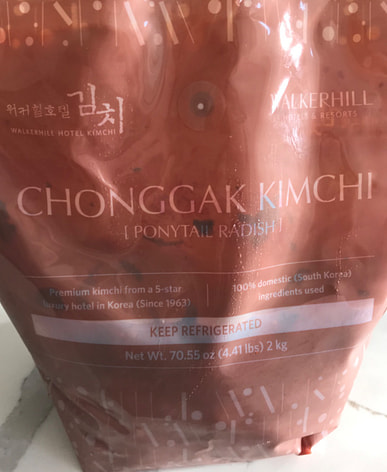 워커힐호텔 김치
WALKERHILL HOTEL KIMCHI
WALKERHILL
HOTELS & RESORTS
CHONGGAK KIMCHI
[ PONYTAIL RADISH ]
Premium kimchi from a 5-star
luxury hotel in Korea (Since 1963)
100% domestic (South Korea)
ingredients used
KEEP REFRIGERATED
Net Wt. 70.55 oz (4.41 lbs) 2 kg